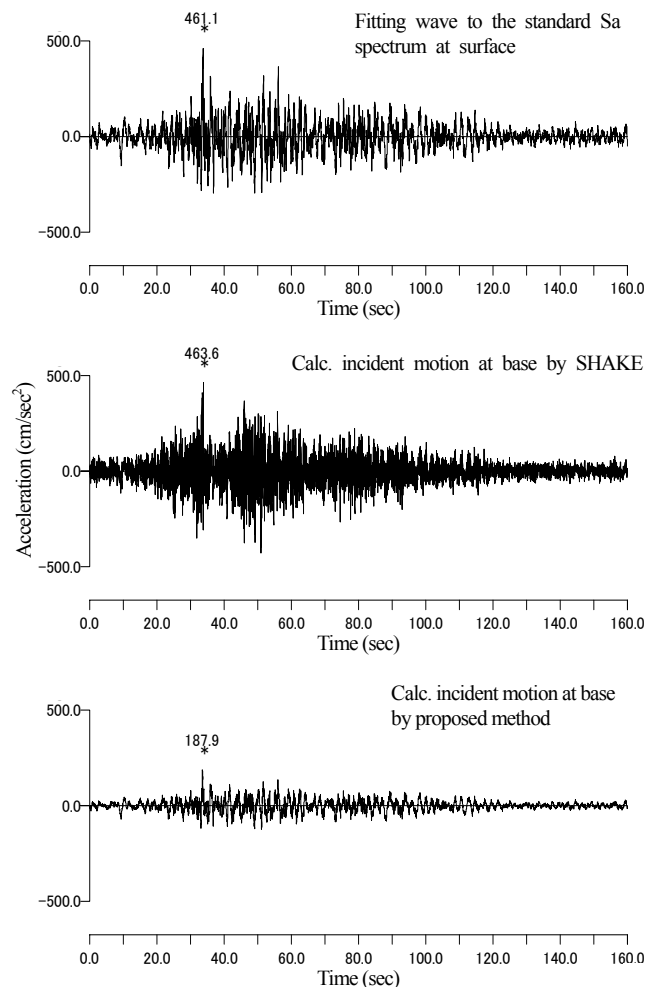 461.1
*
Fitting wave to the standard Sa
spectrum at surface
500.0
0.0
−500.0
0.0 20.0 40.0 60.0 80.0 100.0 120.0 140.0 160.0
Time (sec)
463.6
*
Calc. incident motion at base by SHAKE
Acceleration (cm/sec²)
500.0
0.0
−500.0
0.0 20.0 40.0 60.0 80.0 100.0 120.0 140.0 160.0
Time (sec)
Calc. incident motion at base
by proposed method
187.9
*
500.0
0.0
−500.0
0.0 20.0 40.0 60.0 80.0 100.0 120.0 140.0 160.0
Time (sec)